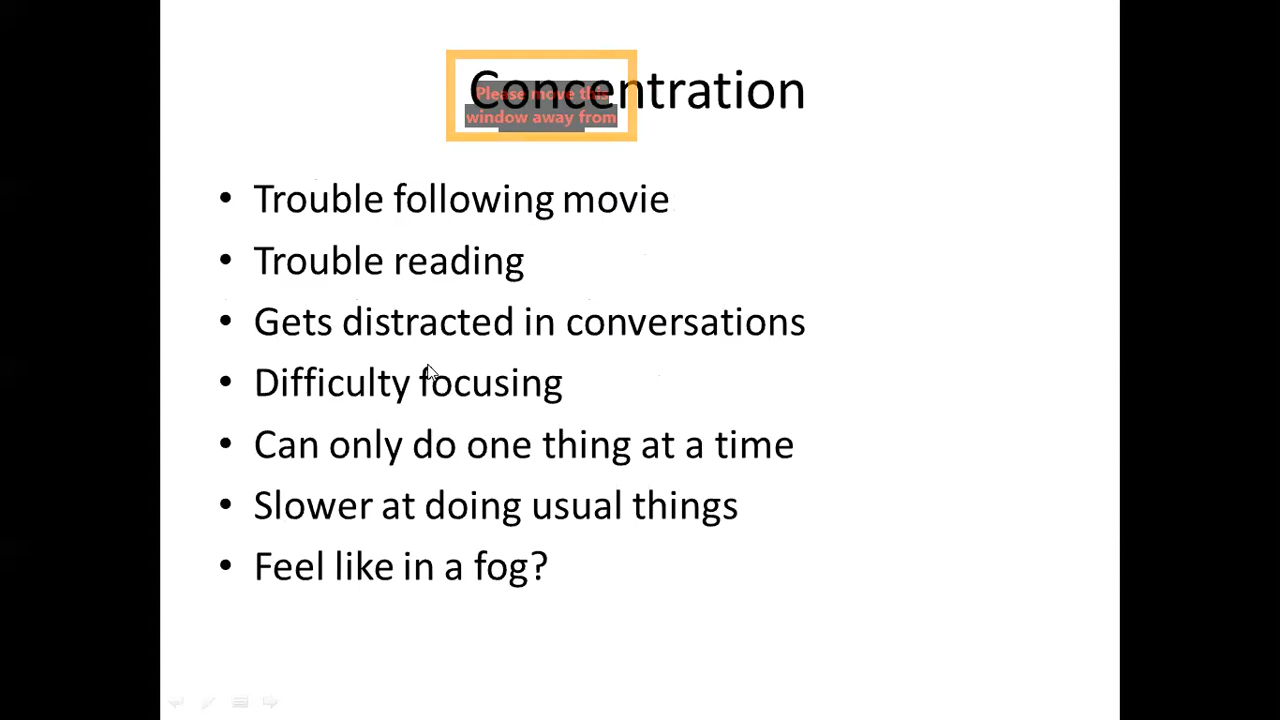 Concentration
Please move this
window away from
• Trouble following movie
• Trouble reading
• Gets distracted in conversations
• Difficulty focusing
• Can only do one thing at a time
• Slower at doing usual things
• Feel like in a fog?